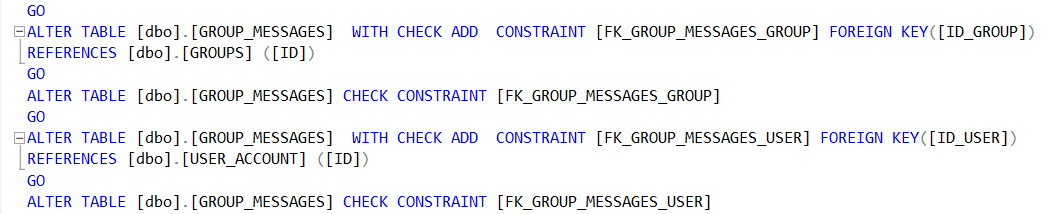 GO
ALTER TABLE [dbo].[GROUP_MESSAGES]  WITH CHECK ADD  CONSTRAINT [FK_GROUP_MESSAGES_GROUP] FOREIGN KEY([ID_GROUP])
REFERENCES [dbo].[GROUPS] ([ID])
GO
ALTER TABLE [dbo].[GROUP_MESSAGES] CHECK CONSTRAINT [FK_GROUP_MESSAGES_GROUP]
GO
ALTER TABLE [dbo].[GROUP_MESSAGES]  WITH CHECK ADD  CONSTRAINT [FK_GROUP_MESSAGES_USER] FOREIGN KEY([ID_USER])
REFERENCES [dbo].[USER_ACCOUNT] ([ID])
GO
ALTER TABLE [dbo].[GROUP_MESSAGES] CHECK CONSTRAINT [FK_GROUP_MESSAGES_USER]